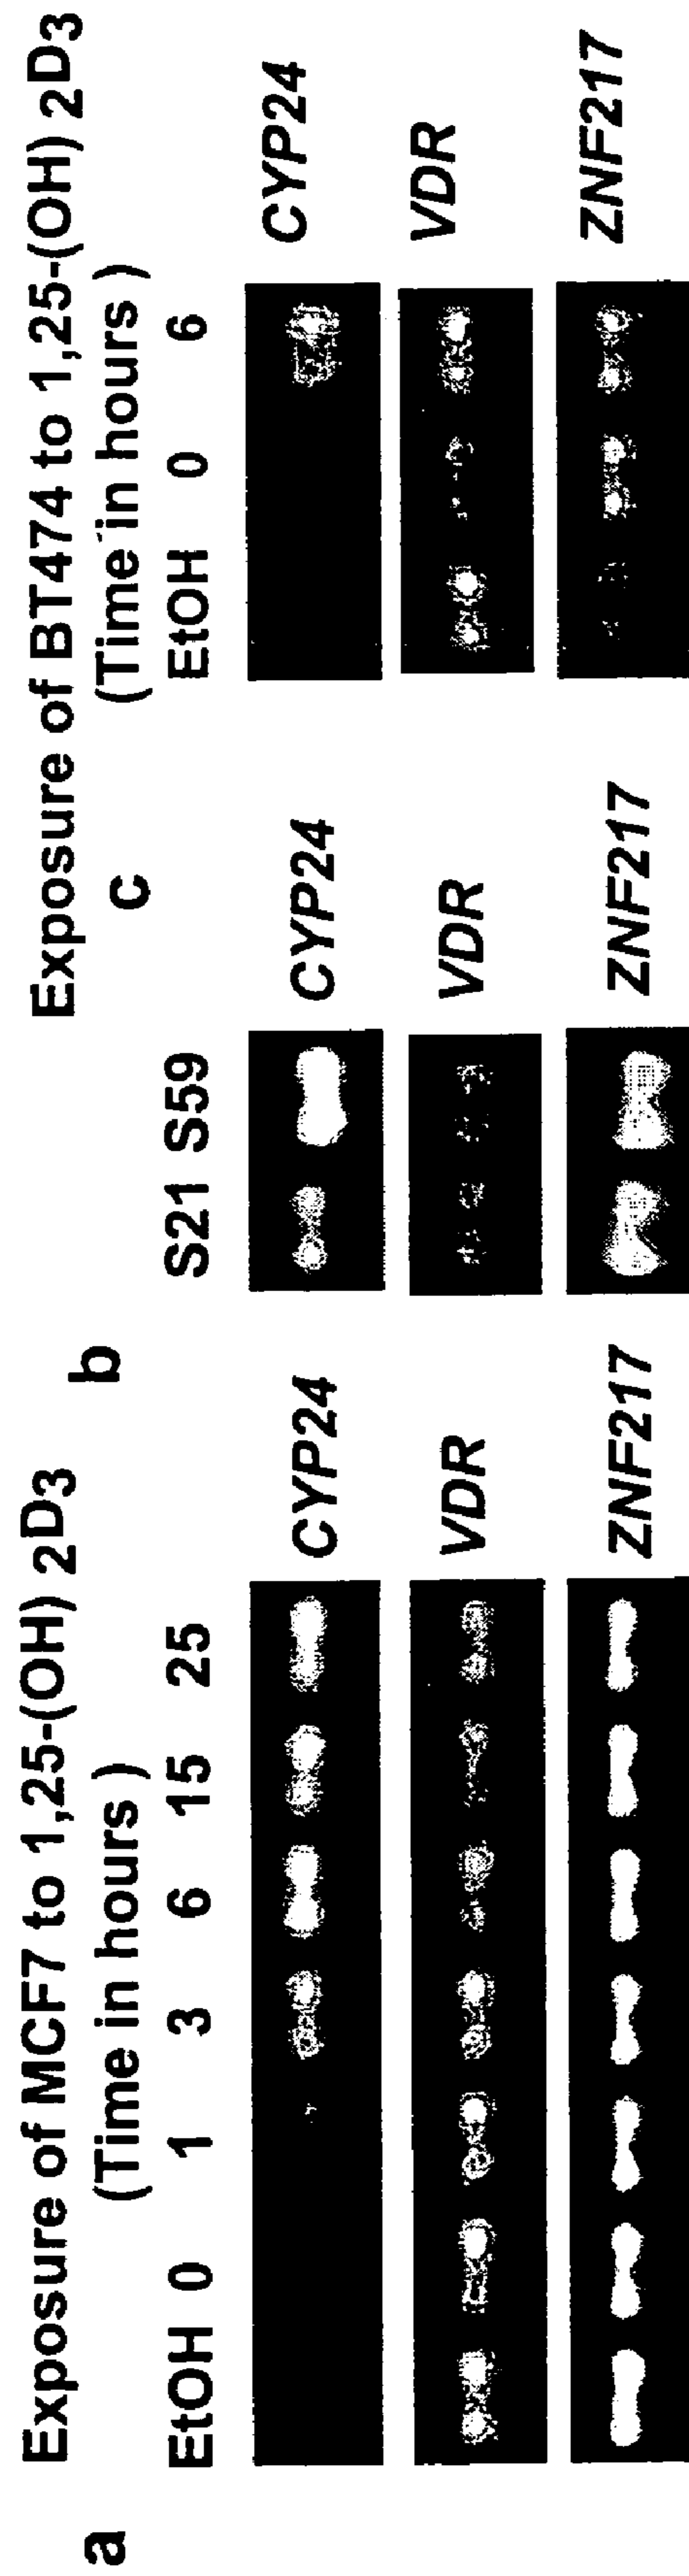 a
Exposure of MCF7 to 1,25-(OH) 2D3
(Time in hours)
EtOH 0 1 3 6 15 25
CYP24
VDR
ZNF217
b
S21 S59
CYP24
VDR
ZNF217
Exposure of BT474 to 1,25-(OH) 2D3
c
(Time in hours)
EtOH 0 6
CYP24
VDR
ZNF217